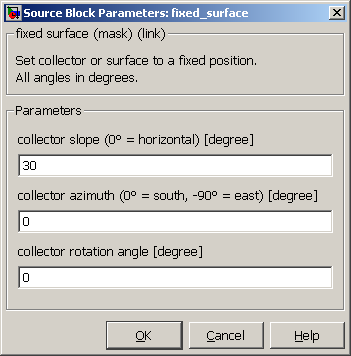 Source Block Parameters: fixed_surface
fixed surface (mask) (link)
Set collector or surface to a fixed position.
All angles in degrees.
Parameters
collector slope (0° = horizontal) [degree]
30
collector azimuth (0° = south, -90° = east) [degree]
0
collector rotation angle [degree]
0
OK Cancel Help